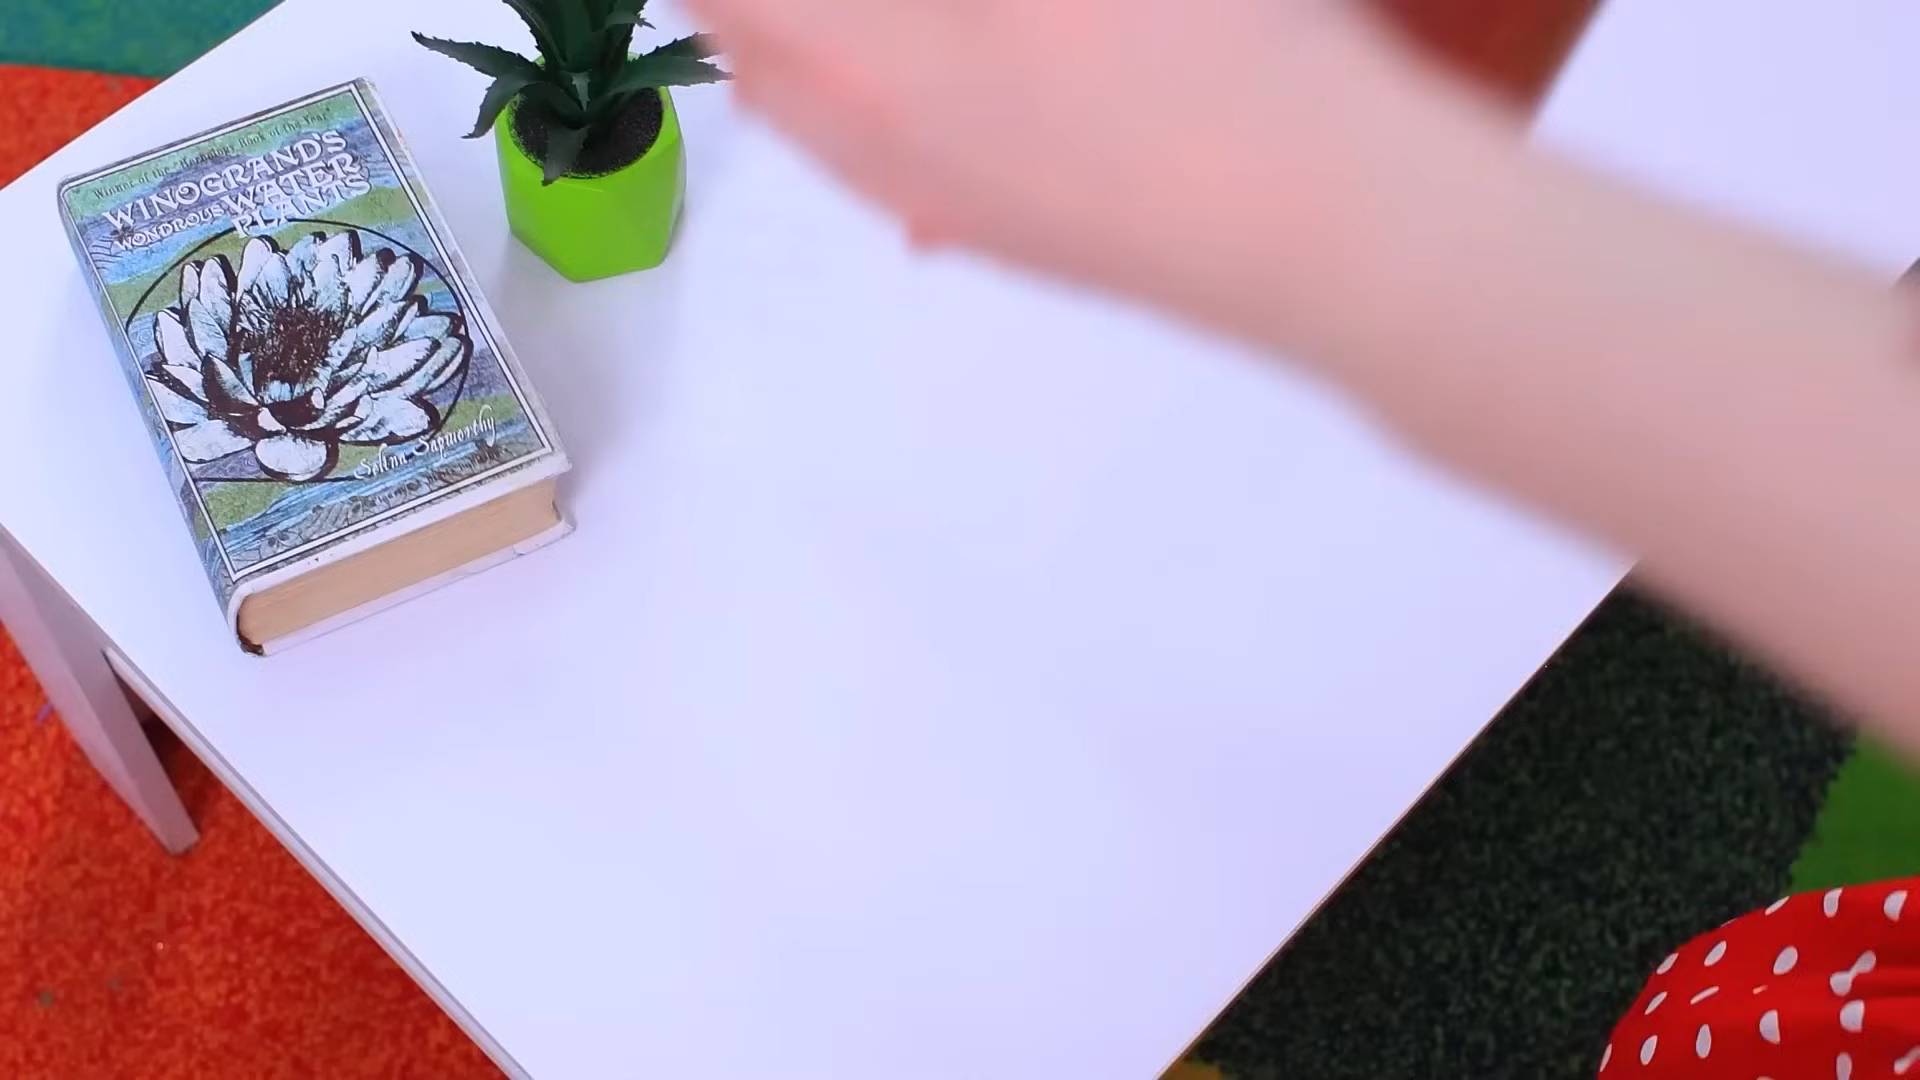 Winner of the "Herbology Book of the Year"
WINOGRAND'S
WONDROUS WATER
PLANTS
Selina Sapworthy